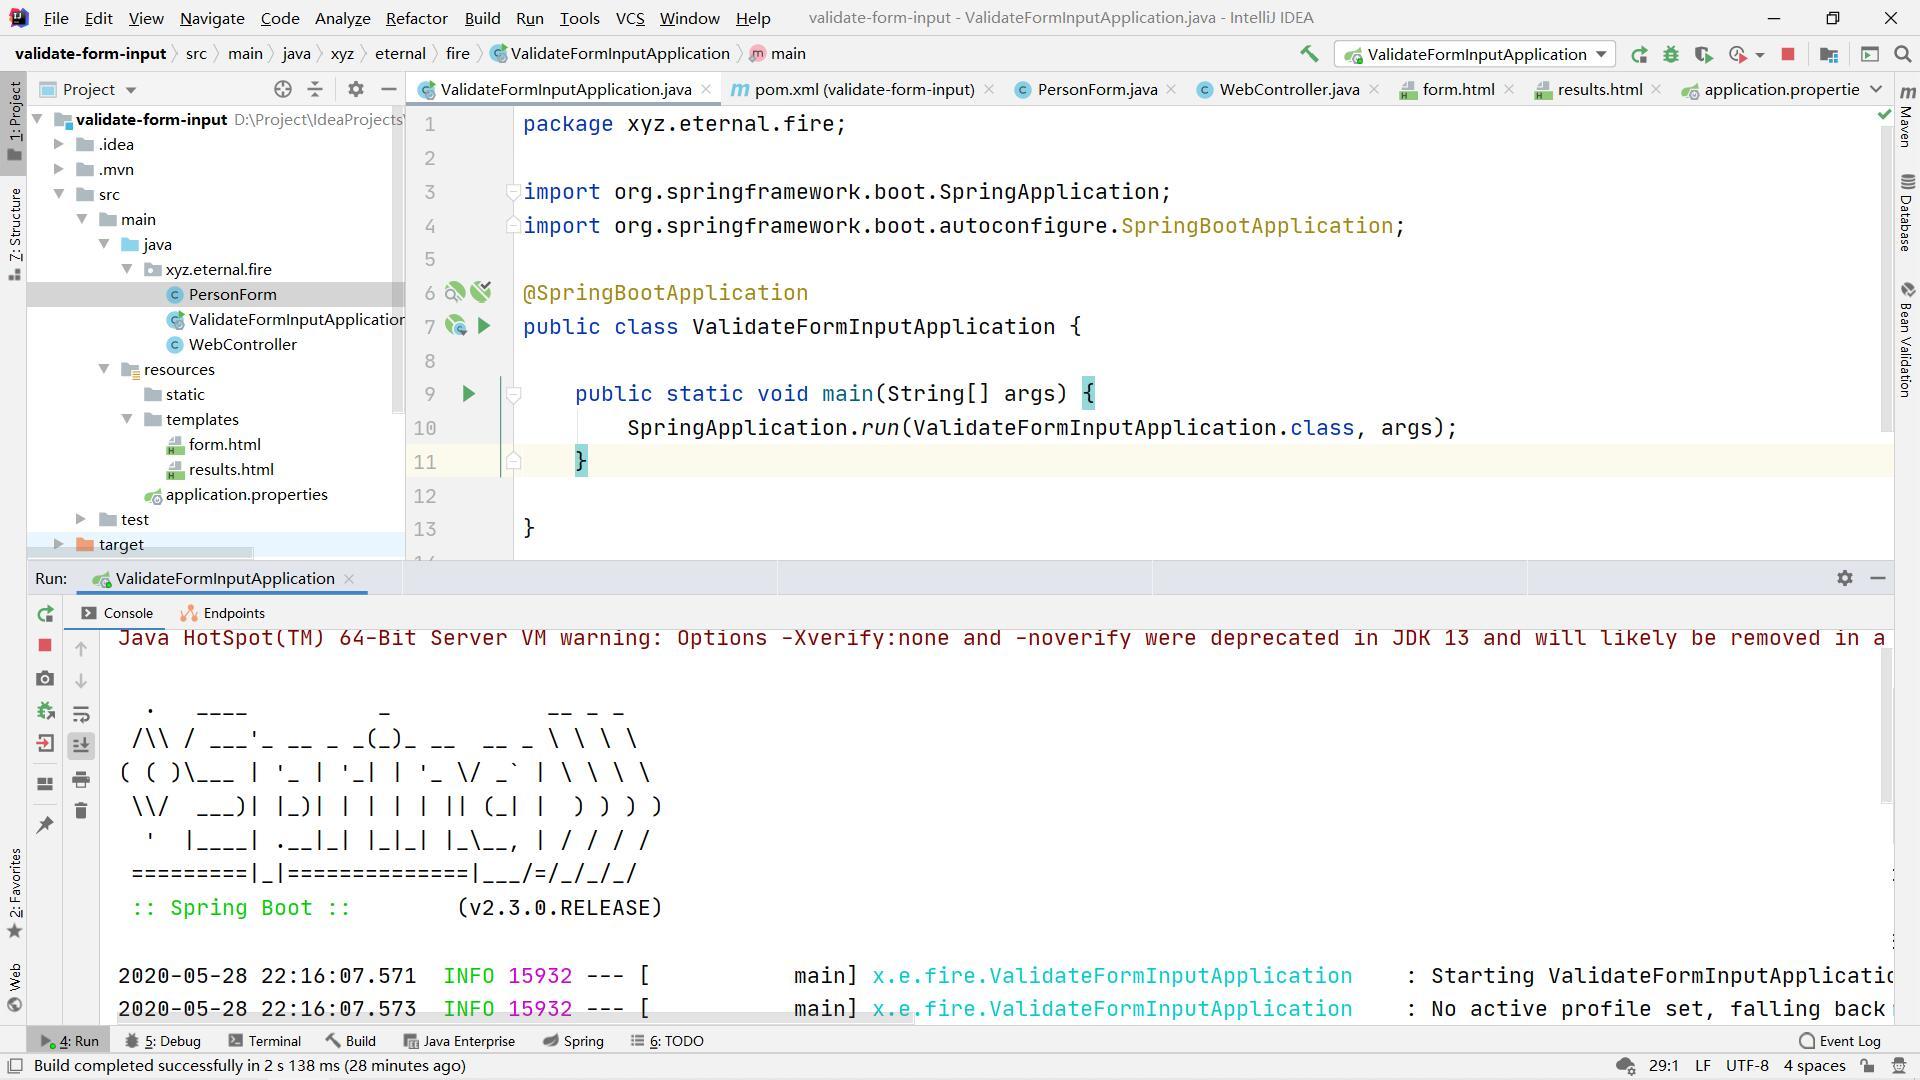 File Edit View Navigate Code Analyze Refactor Build Run Tools VCS Window Help validate-form-input - ValidateFormInputApplication.java - IntelliJ IDEA
validate-form-input src main java xyz eternal fire ValidateFormInputApplication main ValidateFormInputApplication
Project
ValidateFormInputApplication.java pom.xml (validate-form-input) PersonForm.java WebController.java form.html results.html application.propertie
1: Project
7: Structure
2: Favorites
Web
validate-form-input D:\Project\IdeaProjects\
.idea
.mvn
src
main
java
xyz.eternal.fire
PersonForm
ValidateFormInputApplication
WebController
resources
static
templates
form.html
results.html
application.properties
test
target
1 package xyz.eternal.fire;
2
3 import org.springframework.boot.SpringApplication;
4 import org.springframework.boot.autoconfigure.SpringBootApplication;
5
6 @SpringBootApplication
7 public class ValidateFormInputApplication {
8
9 public static void main(String[] args) {
10 SpringApplication.run(ValidateFormInputApplication.class, args);
11 }
12
13 }
Maven
Database
Bean Validation
Run: ValidateFormInputApplication
Console Endpoints
Java HotSpot(TM) 64-Bit Server VM warning: Options -Xverify:none and -noverify were deprecated in JDK 13 and will likely be removed in a
  .   ____          _            __ _ _
 /\\ / ___'_ __ _ _(_)_ __  __ _ \ \ \ \
( ( )\___ | '_ | '_| | '_ \/ _` | \ \ \ \
 \\/  ___)| |_)| | | | | || (_| |  ) ) ) )
  '  |____| .__|_| |_|_| |_\__, | / / / /
 =========|_|==============|___/=/_/_/_/
 :: Spring Boot ::        (v2.3.0.RELEASE)
2020-05-28 22:16:07.571 INFO 15932 --- [ main] x.e.fire.ValidateFormInputApplication : Starting ValidateFormInputApplicatio
2020-05-28 22:16:07.573 INFO 15932 --- [ main] x.e.fire.ValidateFormInputApplication : No active profile set, falling back
4: Run 5: Debug Terminal Build Java Enterprise Spring 6: TODO Event Log
Build completed successfully in 2 s 138 ms (28 minutes ago) 29:1 LF UTF-8 4 spaces